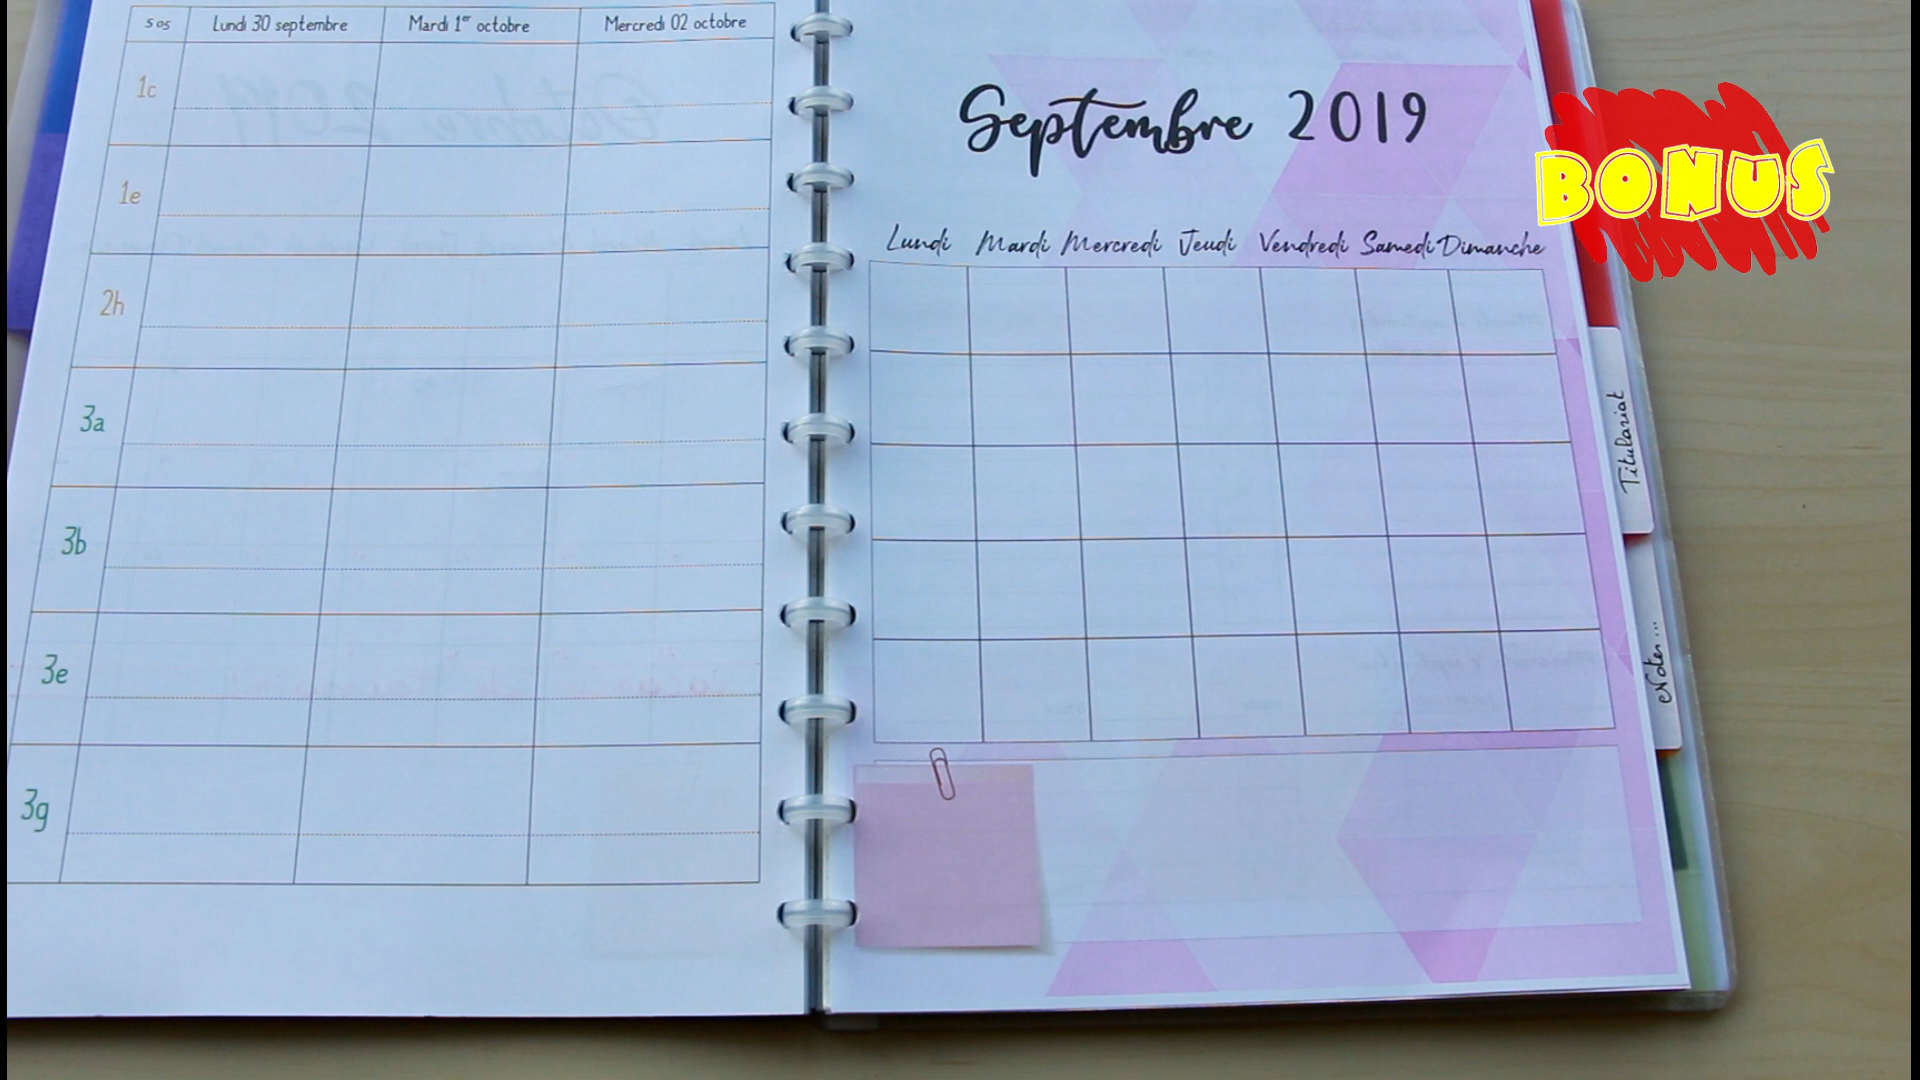 S 05 Lundi 30 septembre Mardi 1er octobre Mercredi 02 octobre
1c
1e
2h
3a
3b
3e
3g
Septembre 2019
Lundi Mardi Mercredi Jeudi Vendredi Samedi Dimanche
BONUS
Titulariat
Notes...